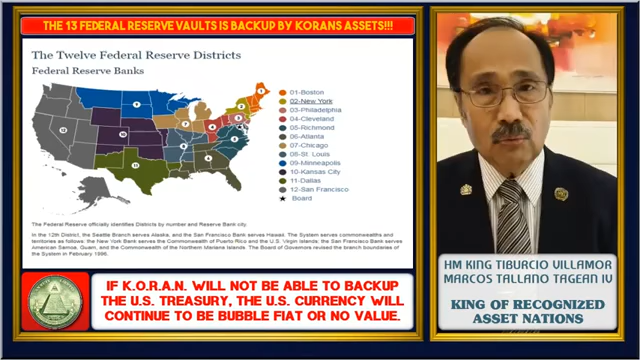 THE 13 FEDERAL RESERVE VAULTS IS BACKUP BY KORANS ASSETS!!!
The Twelve Federal Reserve Districts
Federal Reserve Banks
01-Boston
02-New York
03-Philadelphia
04-Cleveland
05-Richmond
06-Atlanta
07-Chicago
08-St. Louis
09-Minneapolis
10-Kansas City
11-Dallas
12-San Francisco
Board
The Federal Reserve officially identifies Districts by number and Reserve Bank city.
In the 12th District, the Seattle Branch serves Alaska, and the San Francisco Bank serves Hawaii. The System serves commonwealths and
territories as follows: the New York Bank serves the Commonwealth of Puerto Rico and the U.S. Virgin Islands; the San Francisco Bank serves
American Samoa, Guam, and the Commonwealth of the Northern Mariana Islands. The Board of Governors revised the branch boundaries
of the System in February 1996.
IF K.O.R.A.N. WILL NOT BE ABLE TO BACKUP
THE U.S. TREASURY, THE U.S. CURRENCY WILL
CONTINUE TO BE BUBBLE FIAT OR NO VALUE.
HM KING TIBURCIO VILLAMOR
MARCOS TALLANO TAGEAN IV
KING OF RECOGNIZED
ASSET NATIONS